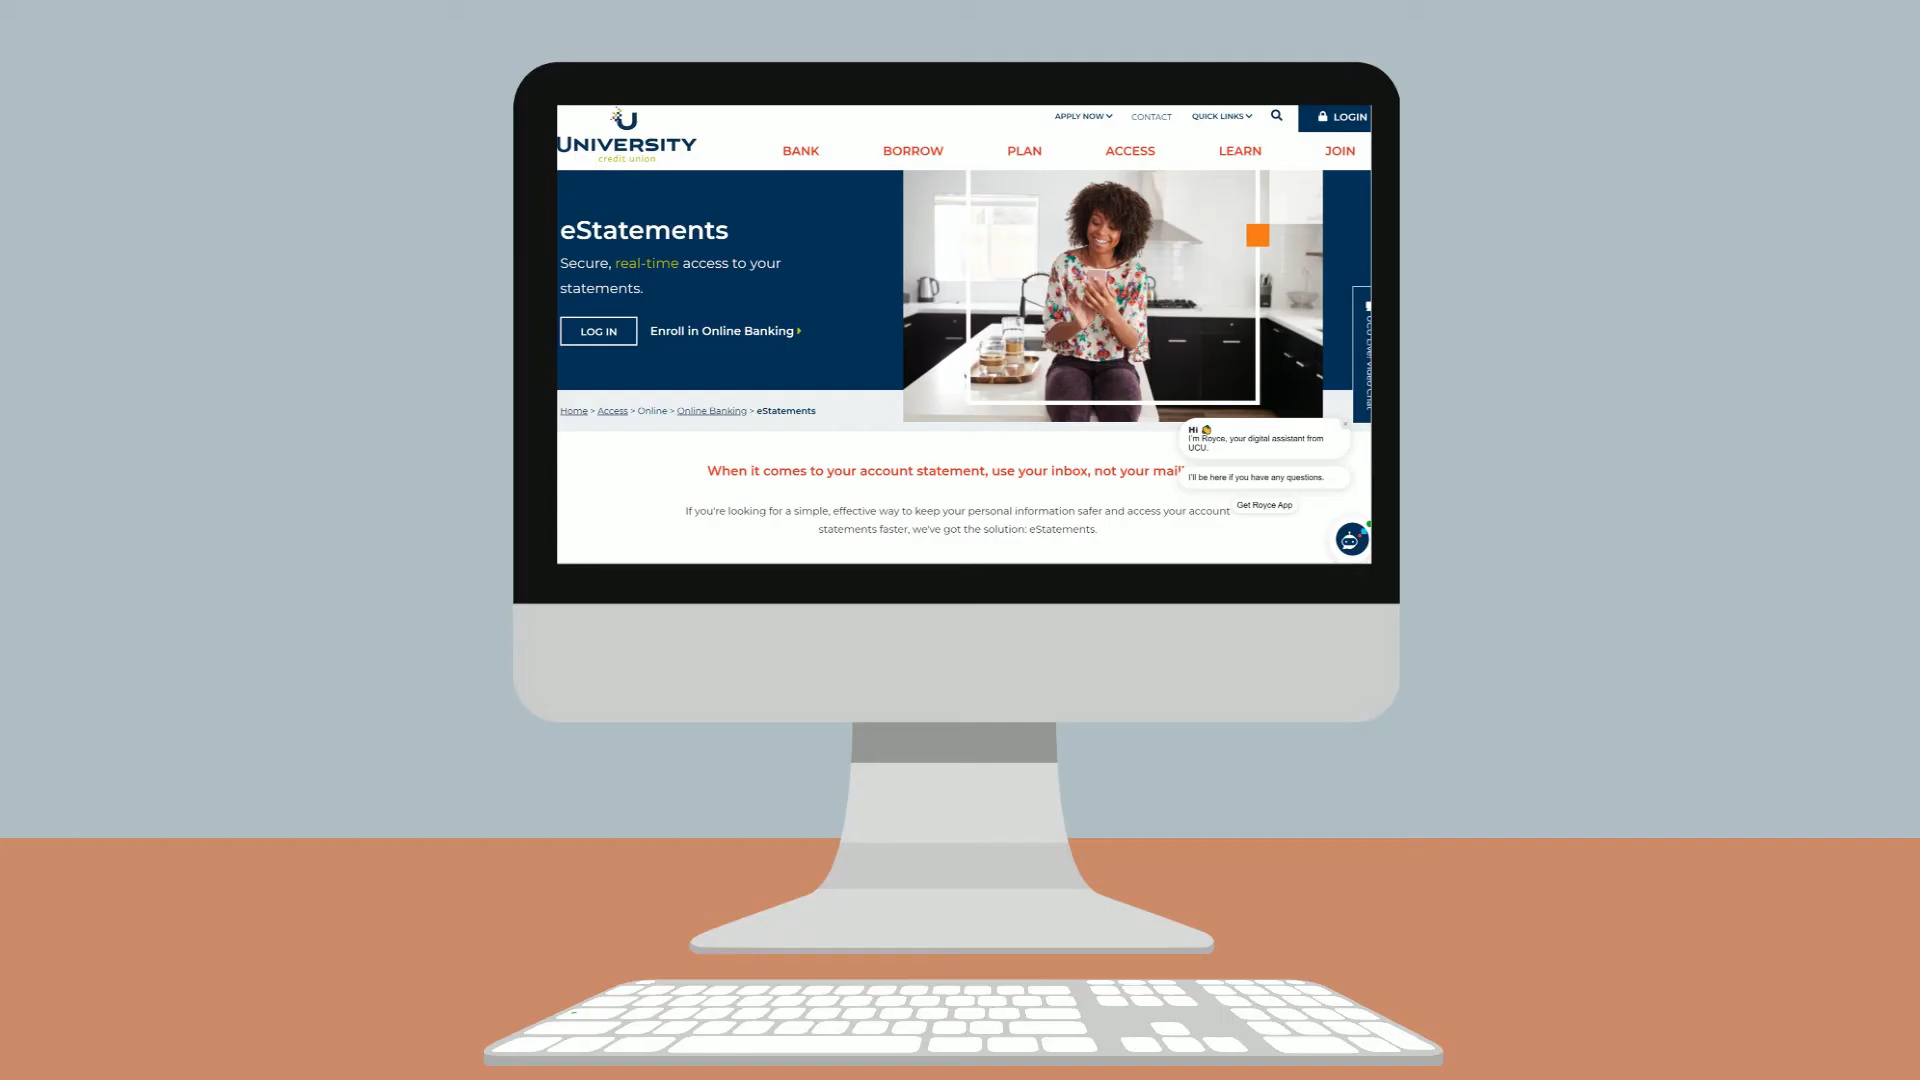 UNIVERSITY
credit union
APPLY NOW
CONTACT
QUICK LINKS
LOGIN
BANK
BORROW
PLAN
ACCESS
LEARN
JOIN
eStatements
Secure, real-time access to your
statements.
LOG IN
Enroll in Online Banking
UCU Live! Video Chat
Home > Access > Online > Online Banking > eStatements
Hi
I'm Royce, your digital assistant from
UCU.
When it comes to your account statement, use your inbox, not your mail
I'll be here if you have any questions.
Get Royce App
If you're looking for a simple, effective way to keep your personal information safer and access your account
statements faster, we've got the solution: eStatements.